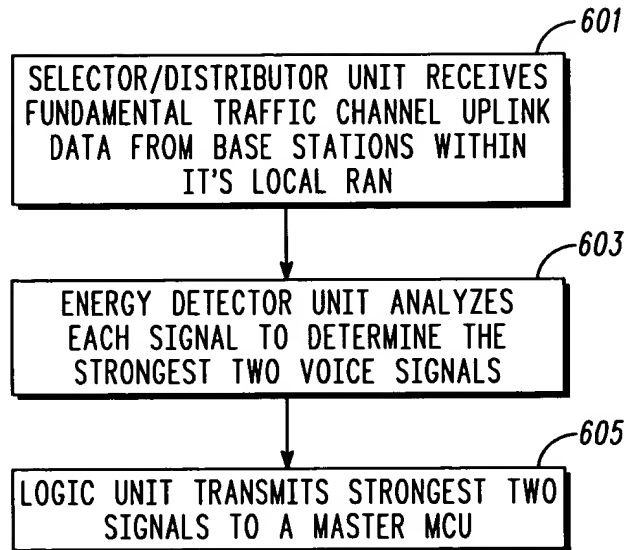 601
SELECTOR/DISTRIBUTOR UNIT RECEIVES
FUNDAMENTAL TRAFFIC CHANNEL UPLINK
DATA FROM BASE STATIONS WITHIN
IT'S LOCAL RAN
603
ENERGY DETECTOR UNIT ANALYZES
EACH SIGNAL TO DETERMINE THE
STRONGEST TWO VOICE SIGNALS
605
LOGIC UNIT TRANSMITS STRONGEST TWO
SIGNALS TO A MASTER MCU